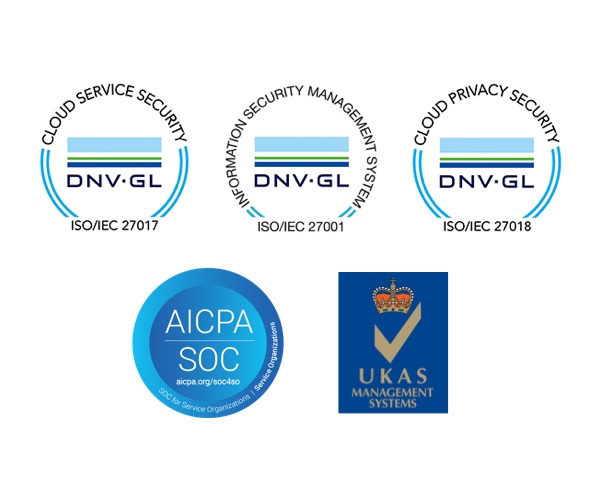 CLOUD SERVICE SECURITY
DNV·GL
ISO/IEC 27017
INFORMATION SECURITY MANAGEMENT SYSTEM
DNV·GL
ISO/IEC 27001
CLOUD PRIVACY SECURITY
DNV·GL
ISO/IEC 27018
AICPA
SOC
aicpa.org/soc4so
SOC for Service Organizations | Service Organizations
UKAS
MANAGEMENT
SYSTEMS